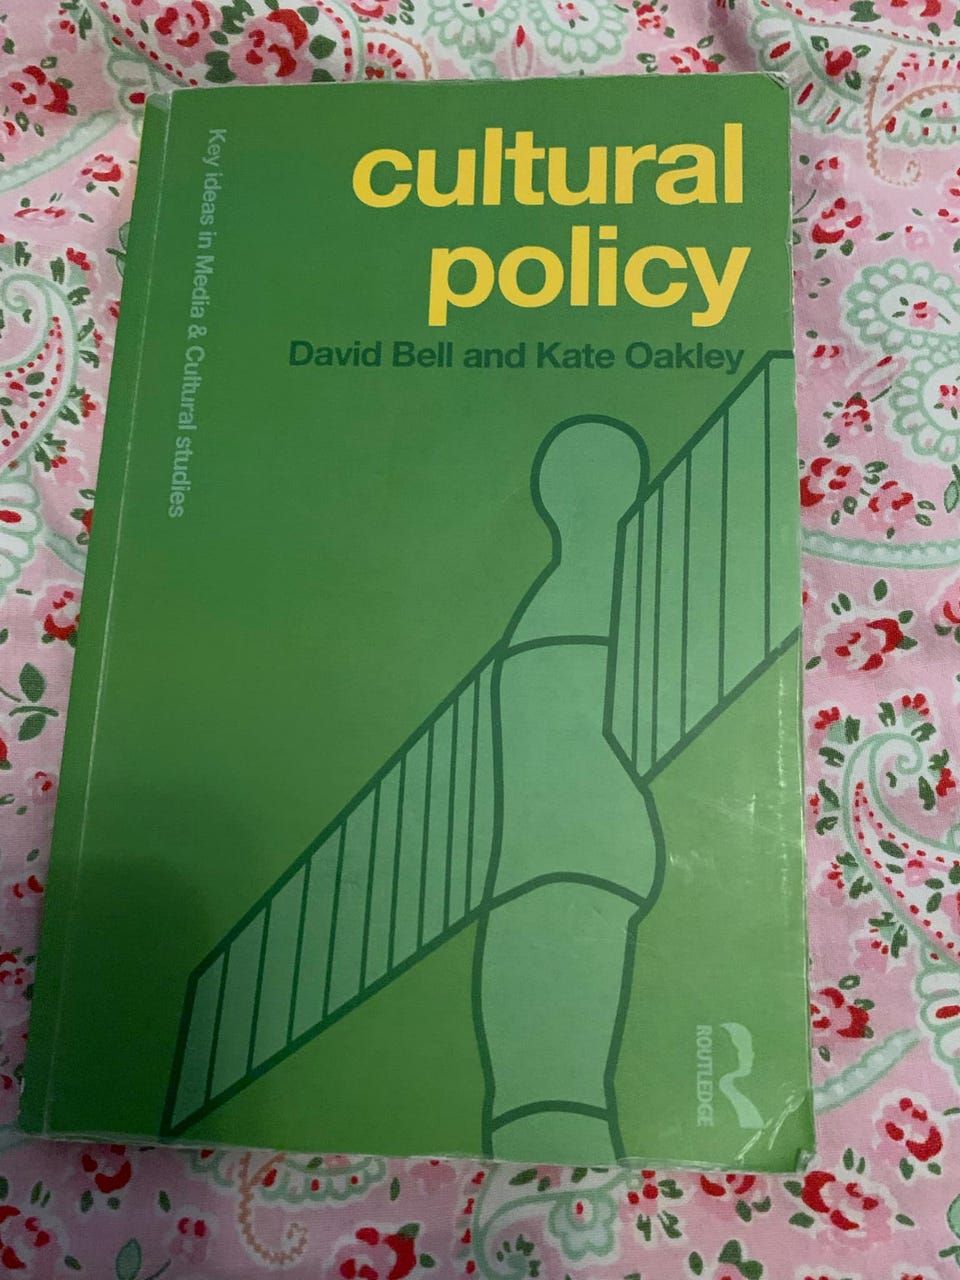 cultural
policy
David Bell and Kate Oakley
Key ideas in Media & Cultural studies
ROUTLEDGE